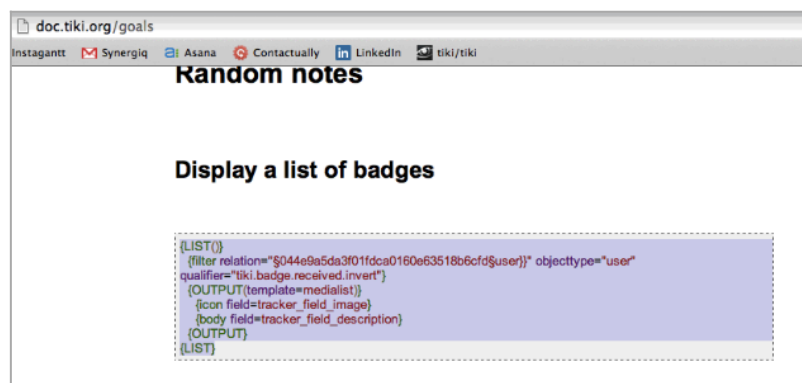 doc.tiki.org/goals
Instagantt Synergiq Asana Contactually LinkedIn tiki/tiki
Random notes
Display a list of badges
{LIST()}
{filter relation="§044e9a5da3f01fdca0160e63518b6cfd§user}}" objecttype="user"
qualifier="tiki.badge.received.invert"}
{OUTPUT(template=medialist)}
{icon field=tracker_field_image}
{body field=tracker_field_description}
{OUTPUT}
{LIST}